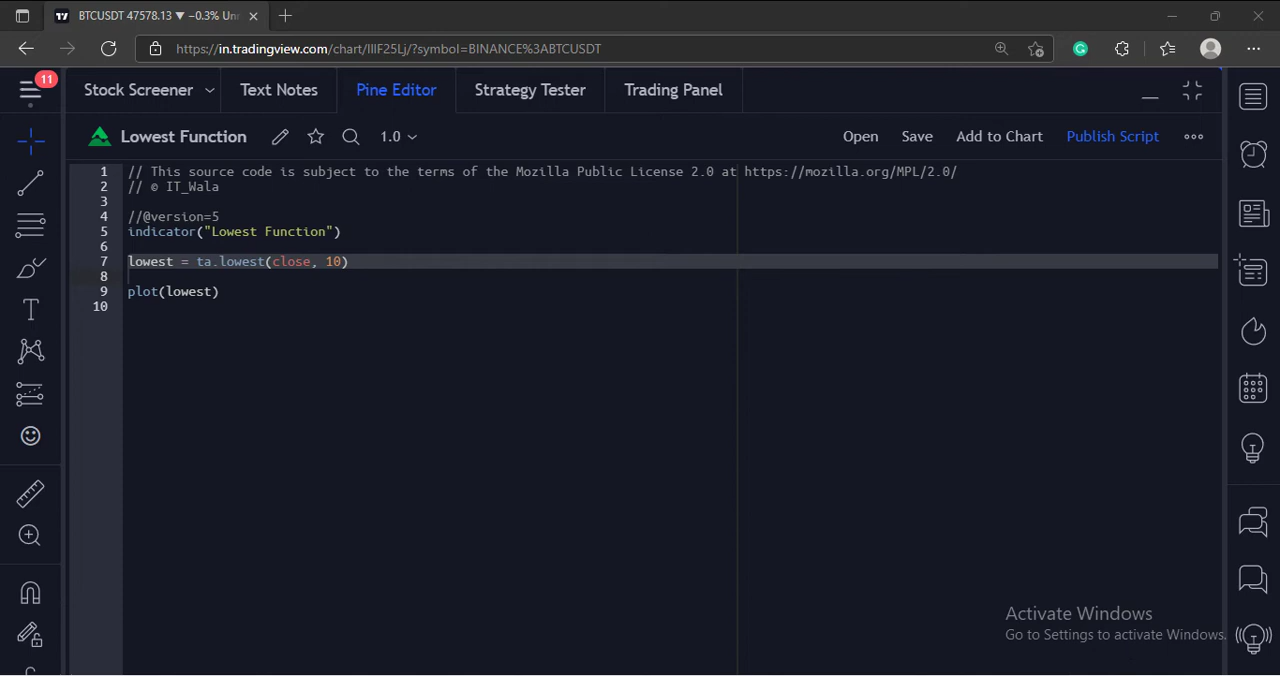 BTCUSDT 47578.13 ▼ −0.3% Un
https://in.tradingview.com/chart/IIIF25Lj/?symbol=BINANCE%3ABTCUSDT
11
Stock Screener
Text Notes
Pine Editor
Strategy Tester
Trading Panel
Lowest Function
1.0
Open
Save
Add to Chart
Publish Script
1 // This source code is subject to the terms of the Mozilla Public License 2.0 at https://mozilla.org/MPL/2.0/
2 // © IT_Wala
3
4 //@version=5
5 indicator("Lowest Function")
6
7 lowest = ta.lowest(close, 10)
8
9 plot(lowest)
10
Activate Windows
Go to Settings to activate Windows.